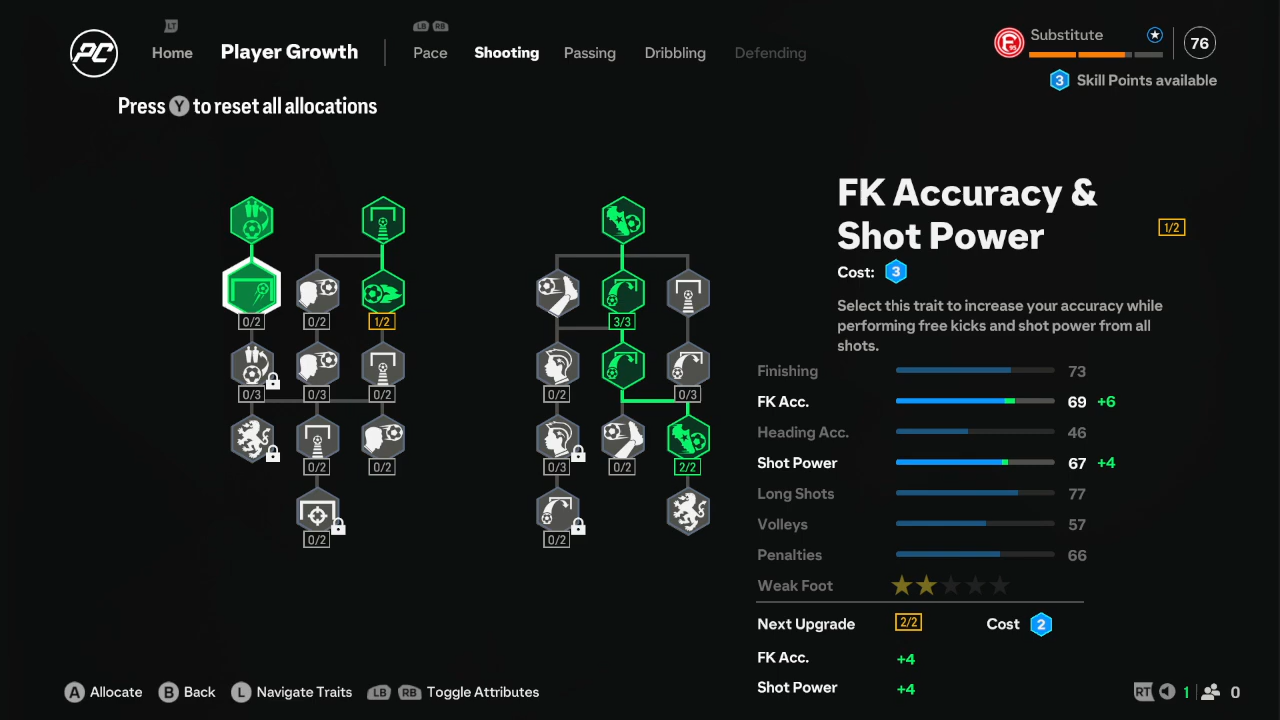 LT
LB RB
PC
Home
Player Growth
Pace
Shooting
Passing
Dribbling
Defending
F
Substitute
76
3 Skill Points available
Press Y to reset all allocations
FK Accuracy &
Shot Power
1/2
Cost: 3
Select this trait to increase your accuracy while
performing free kicks and shot power from all
shots.
0/2
0/2
1/2
3/3
0/3
0/3
0/2
0/2
0/3
0/2
0/2
0/3
0/2
2/2
0/2
0/2
Finishing 73
FK Acc. 69 +6
Heading Acc. 46
Shot Power 67 +4
Long Shots 77
Volleys 57
Penalties 66
Weak Foot
Next Upgrade 2/2 Cost 2
FK Acc. +4
Shot Power +4
A Allocate B Back L Navigate Traits LB RB Toggle Attributes
RT 1 0